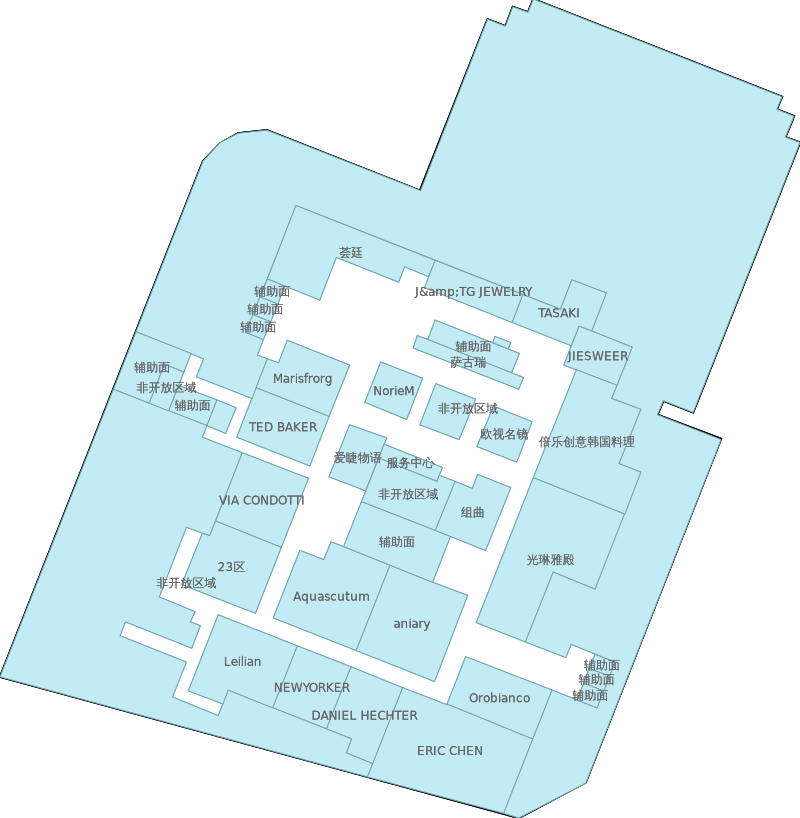 荟廷
辅助面
J&amp;TG JEWELRY
辅助面
TASAKI
辅助面
辅助面
JIESWEER
萨古瑞
辅助面
Marisfrorg
非开放区域
NorieM
辅助面
非开放区域
TED BAKER
欧视名镜
倍乐创意韩国料理
爱睫物语
服务中心
非开放区域
VIA CONDOTTI
组曲
辅助面
光琳雅殿
23区
非开放区域
Aquascutum
aniary
Leilian
辅助面
辅助面
NEWYORKER
辅助面
Orobianco
DANIEL HECHTER
ERIC CHEN